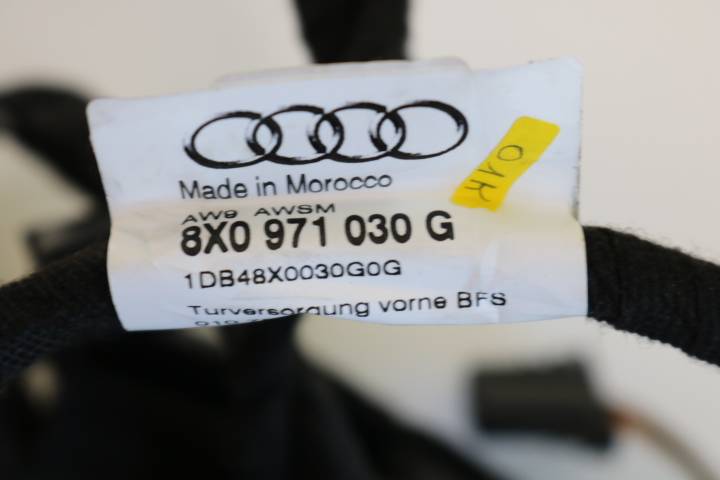 Made in Morocco
AW9 AWSM
8X0 971 030 G
1DB48X0030G0G
Turversorgung vorne BFS